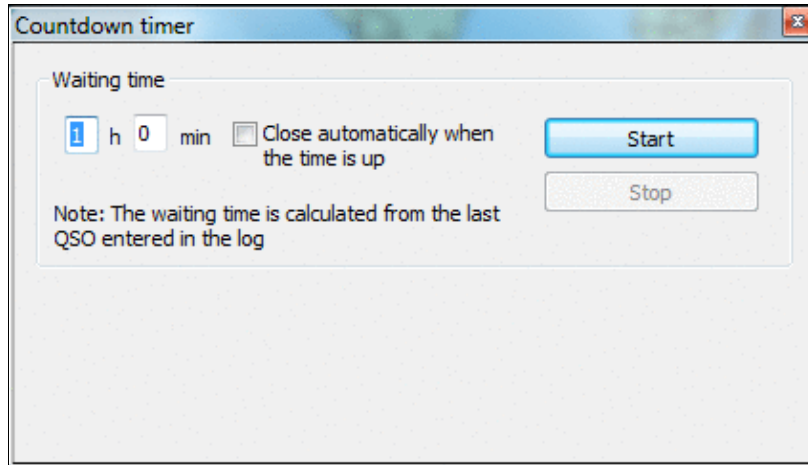 Countdown timer
Waiting time
1 h 0 min Close automatically when
the time is up
Start
Stop
Note: The waiting time is calculated from the last
QSO entered in the log